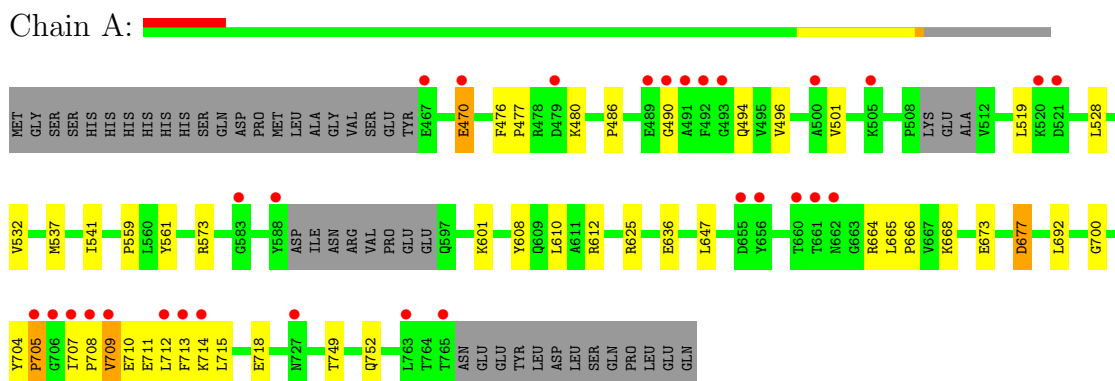 Chain A:
MET GLY SER SER HIS HIS HIS HIS HIS HIS SER GLN ASP PRO MET LEU ALA GLY VAL SER GLU TYR E467 E470 F476 P477 R478 D479 K480 P486 E489 G490 A491 F492 G493 Q494 V495 V496 A500 V501 K505 P508 LYS GLU ALA V512 L519 K520 D521 L528
V532 M537 I541 P559 L560 Y561 R573 G583 Y588 ASP ILE ASN ARG VAL PRO GLU GLU Q597 K601 Y608 Q609 L610 A611 R612 R625 E636 L647 D655 Y656 T660 T661 N662 G663 R664 L665 P666 V667 K668 E673 D677 L692 G700
Y704 P705 G706 I707 P708 V709 E710 E711 L712 F713 K714 L715 E718 N727 T749 Q752 L763 T764 T765 ASN GLU GLU TYR LEU ASP LEU SER GLN PRO LEU GLU GLN